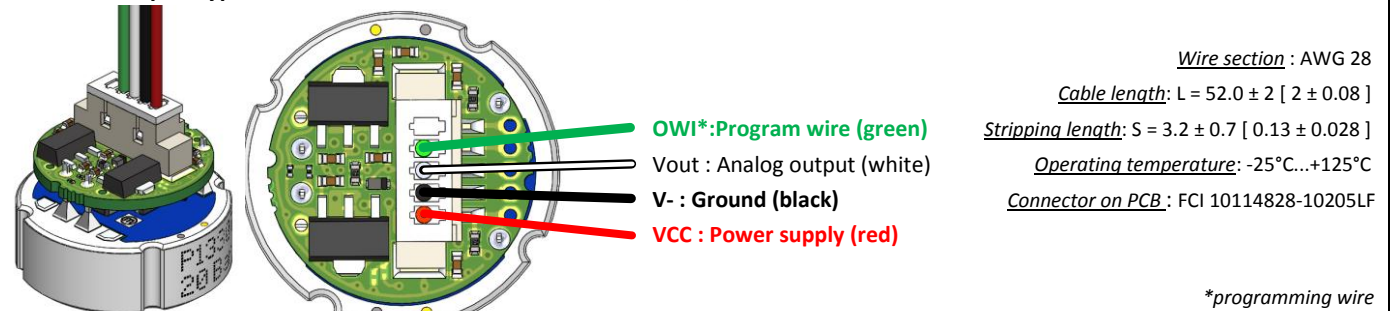 OWI*:Program wire (green)
Vout : Analog output (white)
V- : Ground (black)
VCC : Power supply (red)
Wire section : AWG 28
Cable length: L = 52.0 ± 2 [ 2 ± 0.08 ]
Stripping length: S = 3.2 ± 0.7 [ 0.13 ± 0.028 ]
Operating temperature: -25°C...+125°C
Connector on PCB : FCI 10114828-10205LF
*programming wire